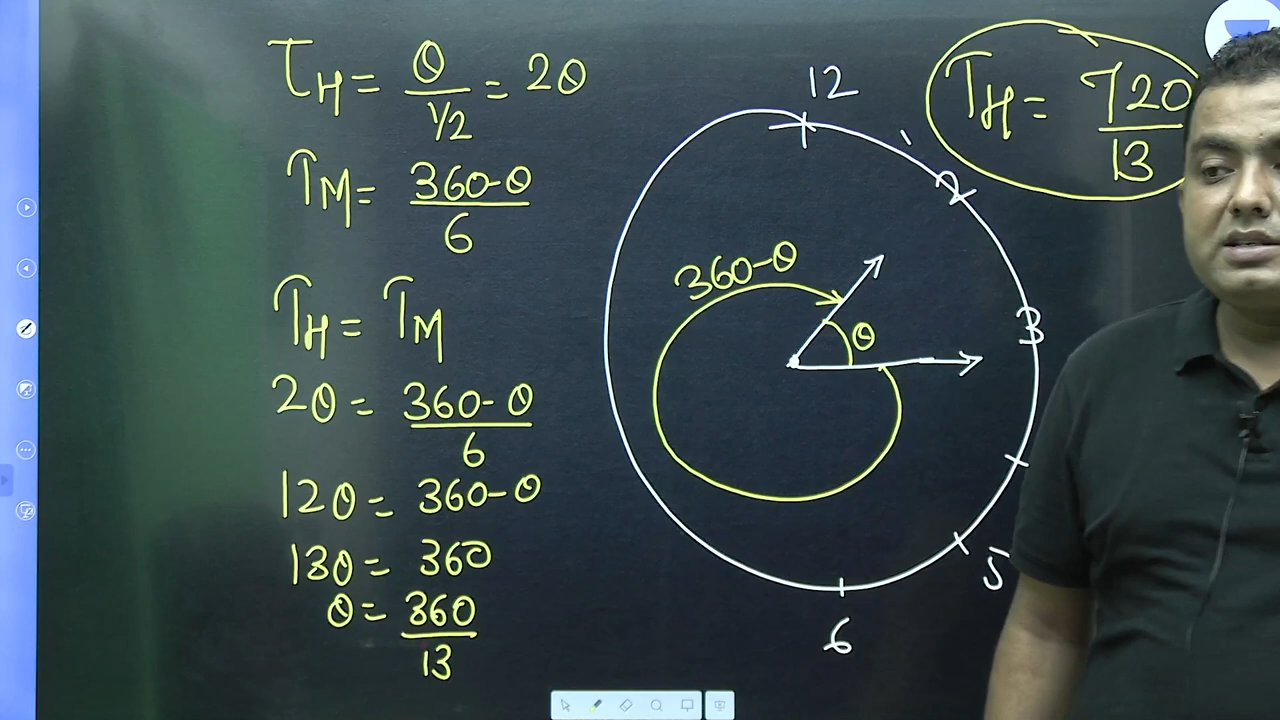 T_H = θ/(1/2) = 2θ
T_M = (360-θ)/6
T_H = T_M
2θ = (360-θ)/6
12θ = 360-θ
13θ = 360
θ = 360/13
12
1
2
3
5
6
360-θ
θ
T_H = 720/13